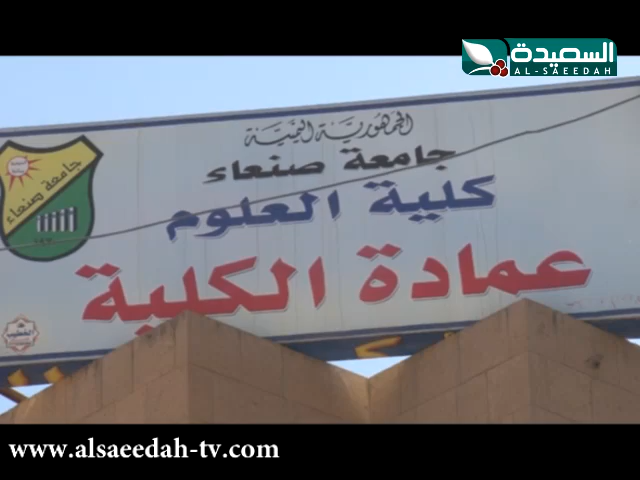 السعيدة
AL-SAEEDAH
الجمهورية اليمنية
جامعة صنعاء
كلية العلوم
عمادة الكلية
جامعة صنعاء
www.alsaeedah-tv.com